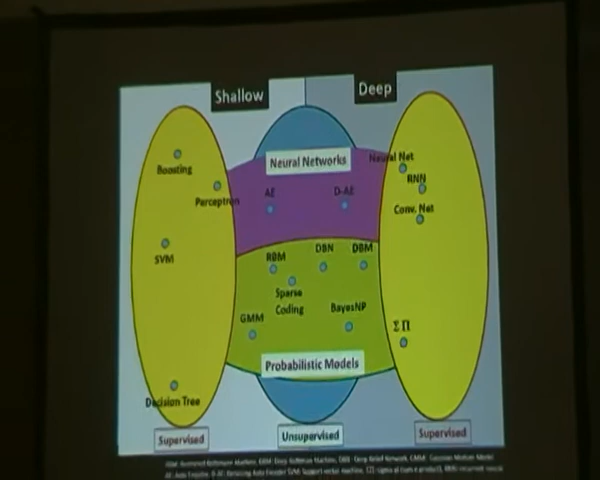 Shallow
Deep
Neural Networks
Boosting
Neural Net
RNN
Perceptron
AE
D-AE
Conv. Net
SVM
RBM
DBN
DBM
Sparse
Coding
GMM
BayesNP
Σ Π
Probabilistic Models
Decision Tree
Supervised
Unsupervised
Supervised